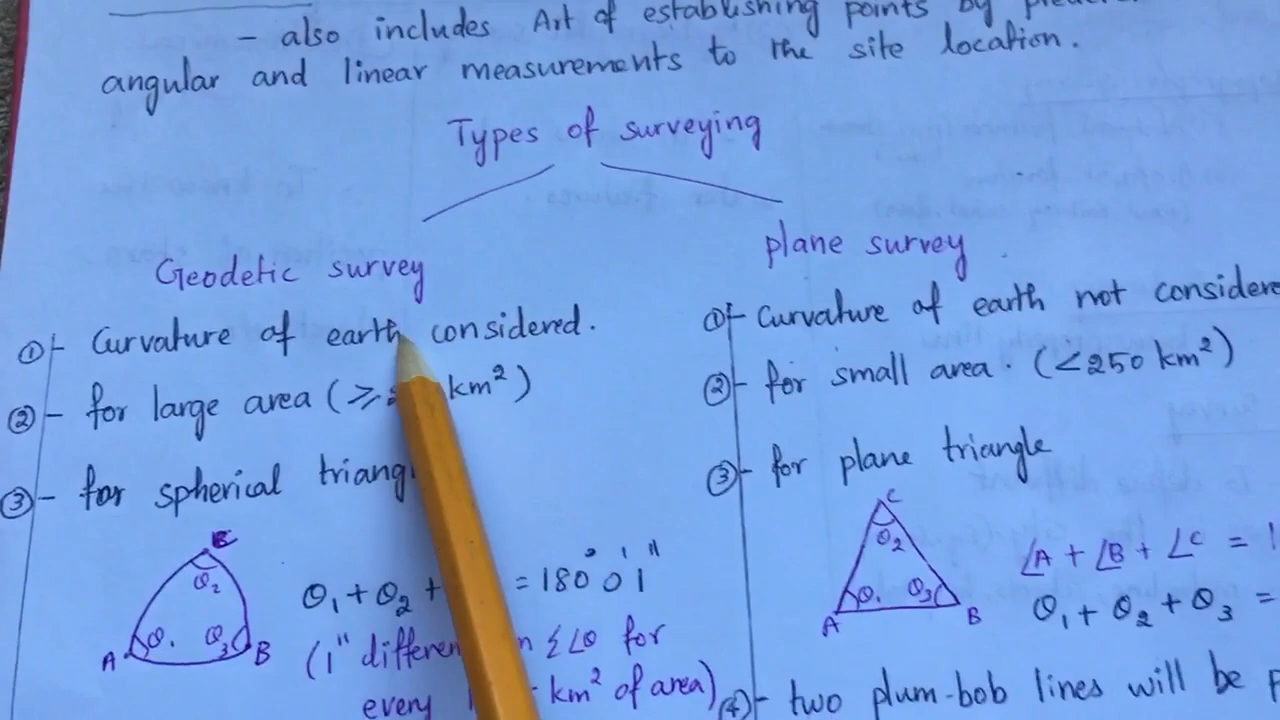 - also includes Art of establishing points by
angular and linear measurements to the site location.
Types of surveying
Geodetic survey
① - Curvature of earth considered.
② - for large area (≥ km²)
③ - for spherical
C
θ₂
θ₁ θ₃
A B
θ₁ + θ₂ + = 180° 0' 1"
(1" Σ∠θ for
every km² of area)
plane survey
① - Curvature of earth not
② - for small area. (<250 km²)
③ - for plane triangle
C
θ₂
θ₁ θ₃
A B
∠A + ∠B + ∠C =
θ₁ + θ₂ + θ₃ =
④ - two plum-bob lines will be